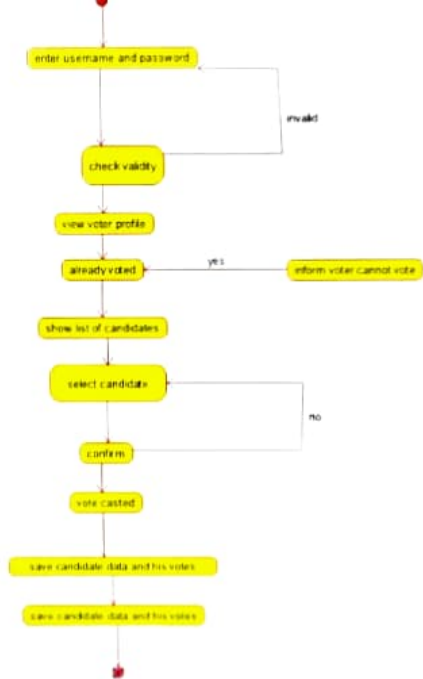 enter username and password
invalid
check validity
view voter profile
already voted
yes
inform voter cannot vote
show list of candidates
select candidate
no
confirm
vote casted
save candidate data and his votes
save candidate data and his votes